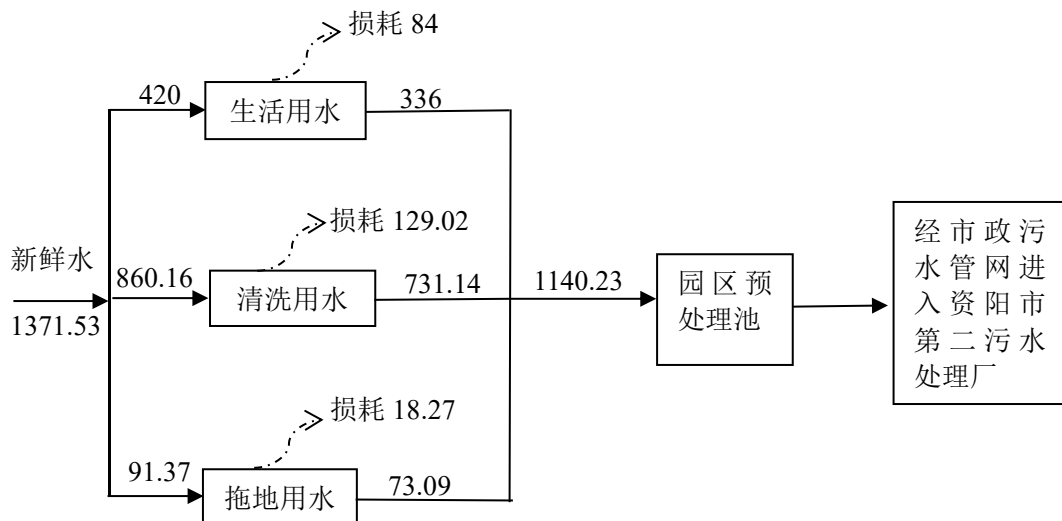 损耗 84
420
生活用水
336
损耗 129.02
新鲜水
860.16
清洗用水
731.14
1140.23
1371.53
园区预
处理池
经市政污
水管网进
入资阳市
第二污水
处理厂
损耗 18.27
91.37
拖地用水
73.09